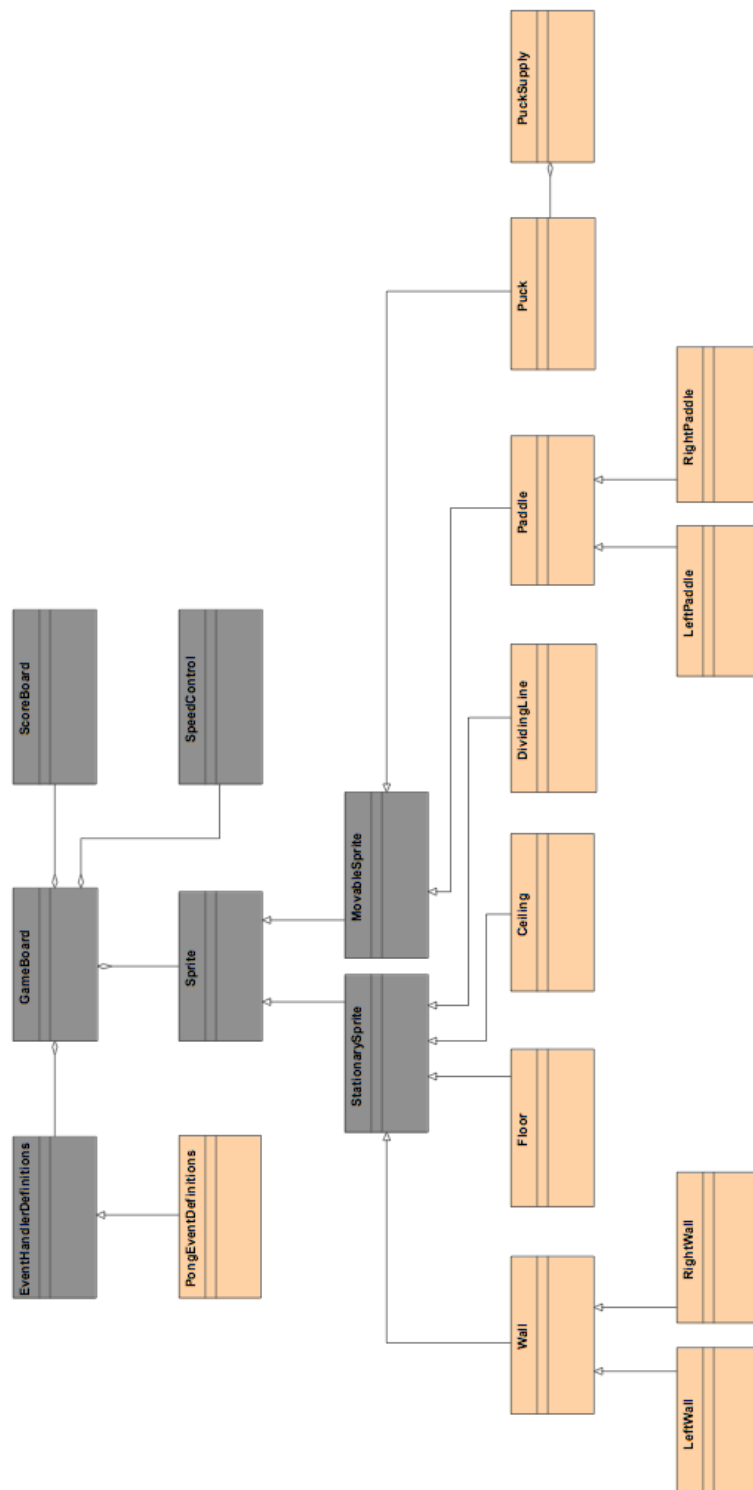 EventHandlerDefinitions
GameBoard
ScoreBoard
PongEventDefinitions
Sprite
SpeedControl
StationarySprite
MovableSprite
Wall
Floor
Ceiling
DividingLine
Paddle
Puck
PuckSupply
LeftWall
RightWall
LeftPaddle
RightPaddle